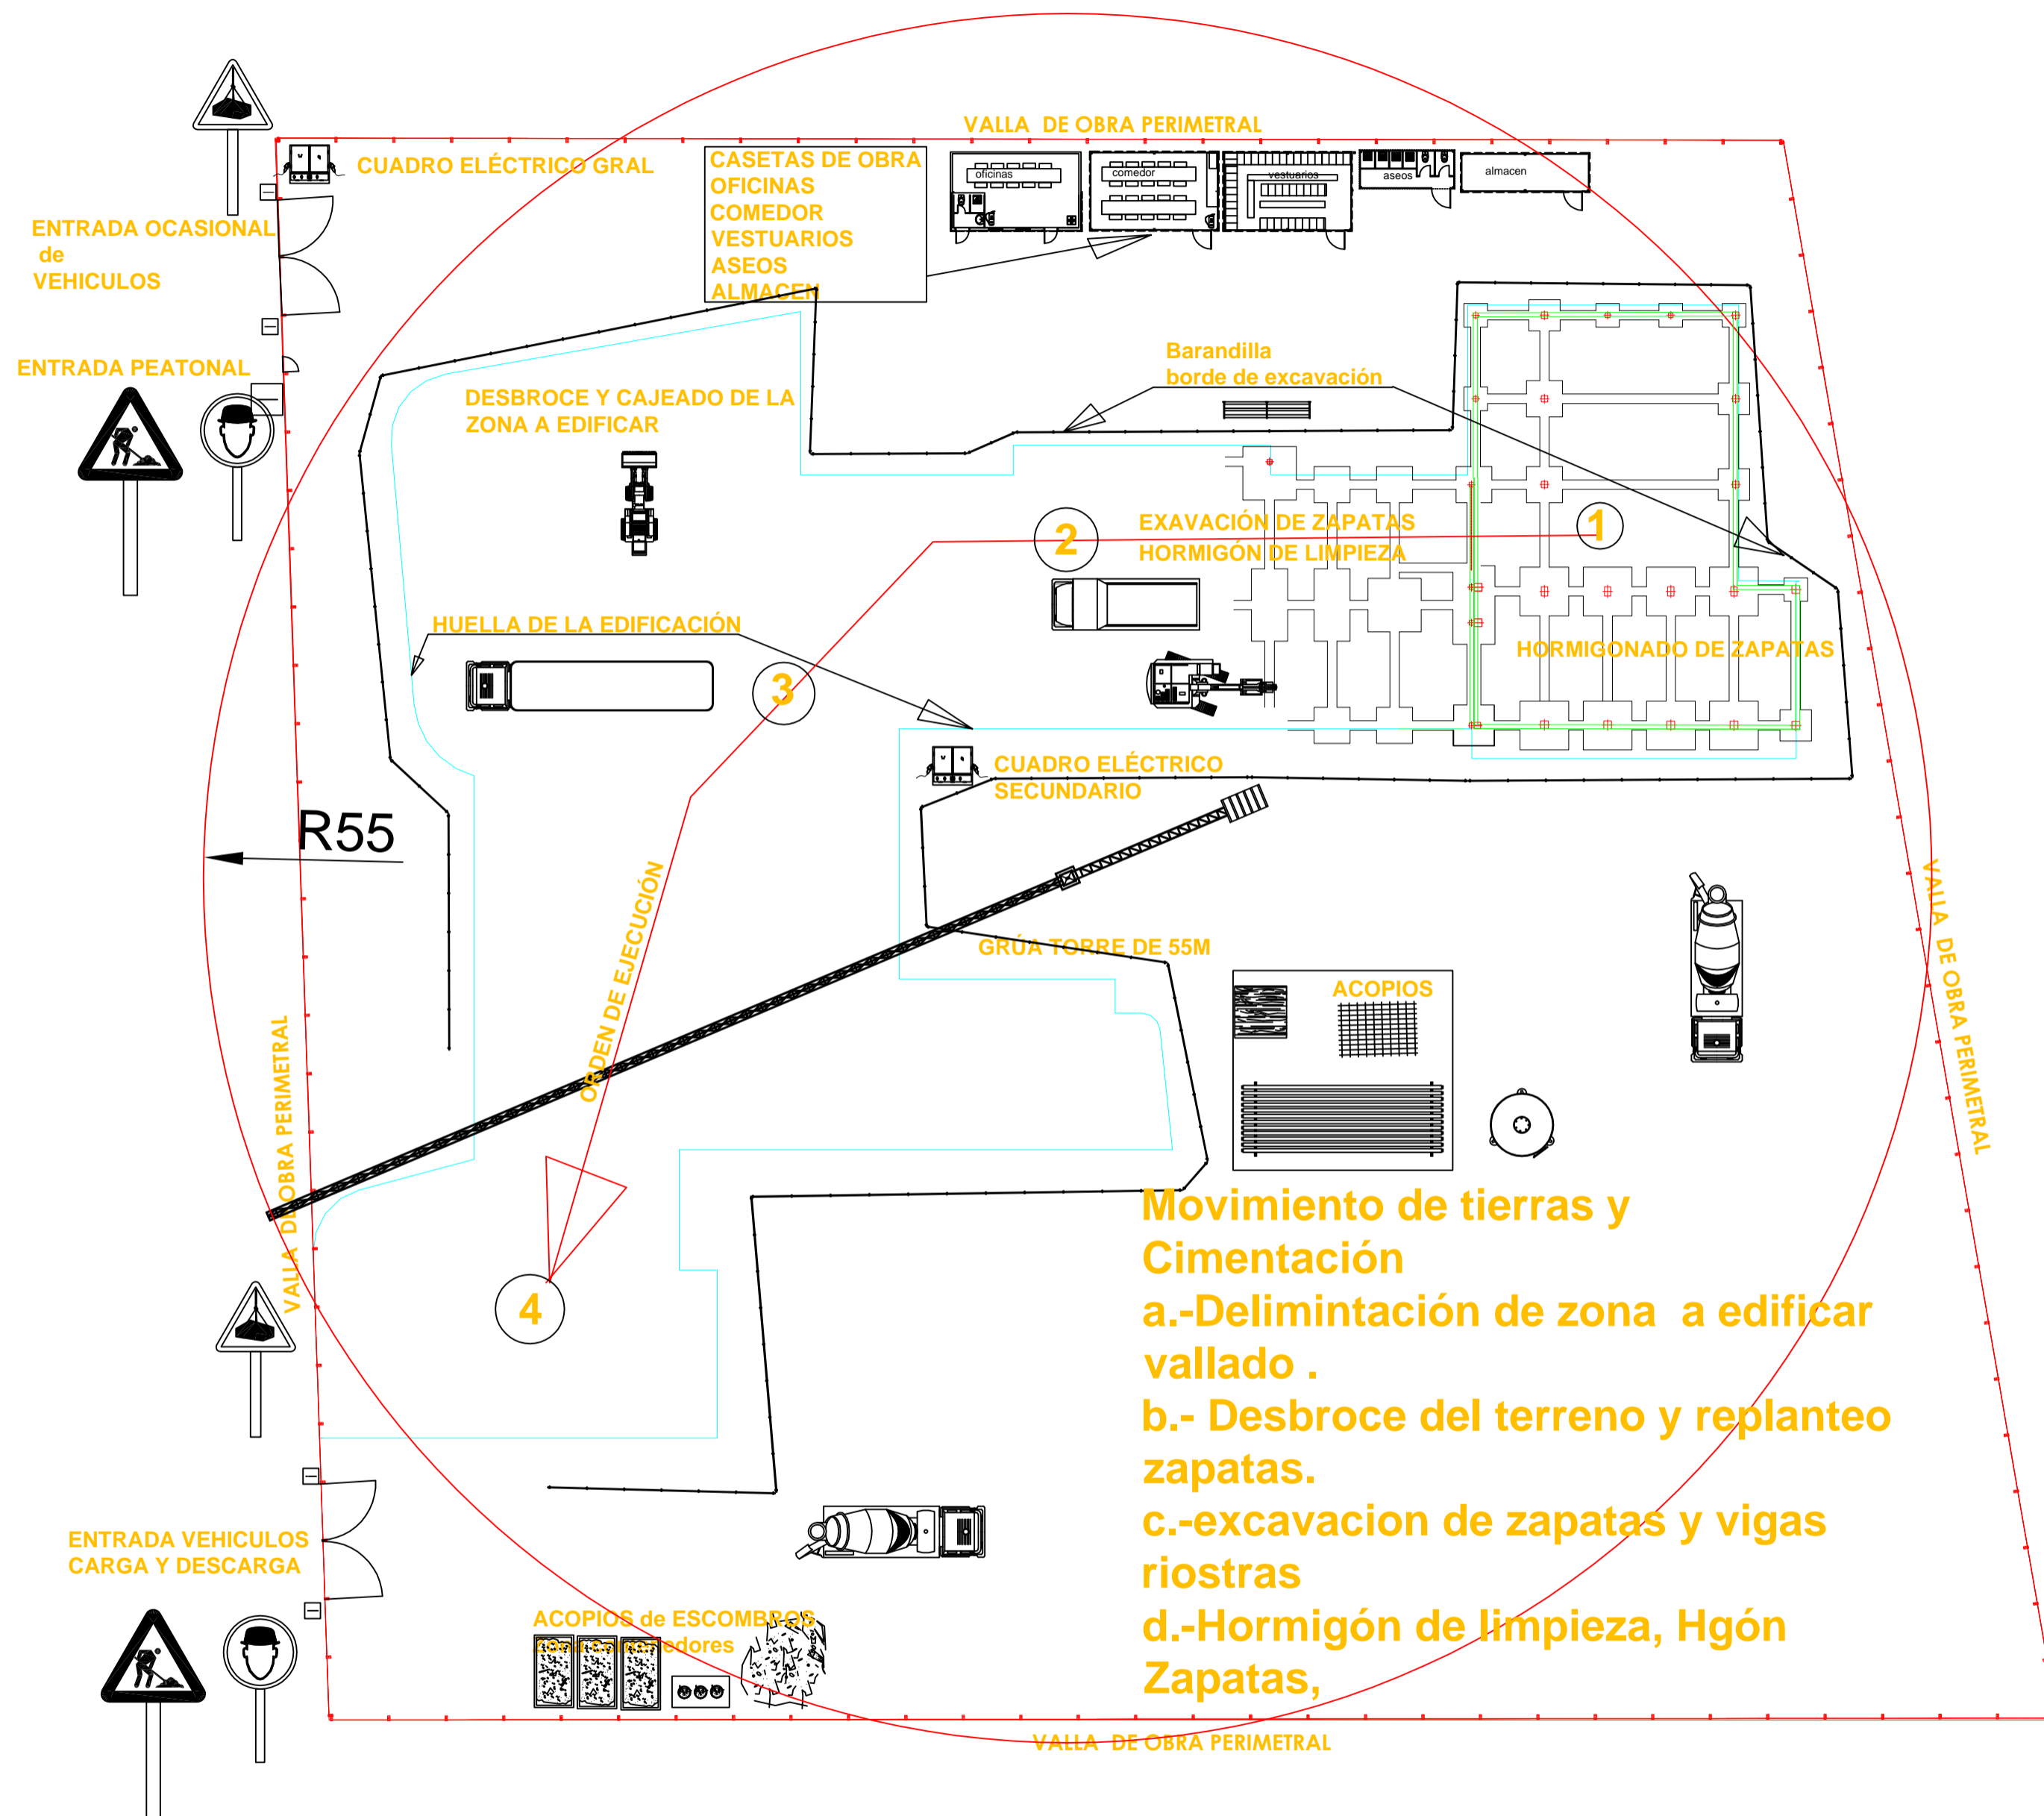 VALLA DE OBRA PERIMETRAL
CUADRO ELÉCTRICO GRAL
CASETAS DE OBRA
OFICINAS
COMEDOR
VESTUARIOS
ASEOS
ALMACEN
oficinas
comedor
vestuarios
aseos
almacen
ENTRADA OCASIONAL
de
VEHICULOS
ENTRADA PEATONAL
DESBROCE Y CAJEADO DE LA
ZONA A EDIFICAR
Barandilla
borde de excavación
2
EXAVACIÓN DE ZAPATAS
HORMIGÓN DE LIMPIEZA
1
HUELLA DE LA EDIFICACIÓN
HORMIGONADO DE ZAPATAS
3
CUADRO ELÉCTRICO
SECUNDARIO
R55
ORDEN DE EJECUCIÓN
GRÚA TORRE DE 55M
ACOPIOS
VALLA DE OBRA PERIMETRAL
VALLA DE OBRA PERIMETRAL
4
Movimiento de tierras y
Cimentación
a.-Delimintación de zona a edificar
vallado .
b.- Desbroce del terreno y replanteo
zapatas.
c.-excavacion de zapatas y vigas
riostras
d.-Hormigón de limpieza, Hgón
Zapatas,
ENTRADA VEHICULOS
CARGA Y DESCARGA
ACOPIOS de ESCOMBROS
VALLA DE OBRA PERIMETRAL